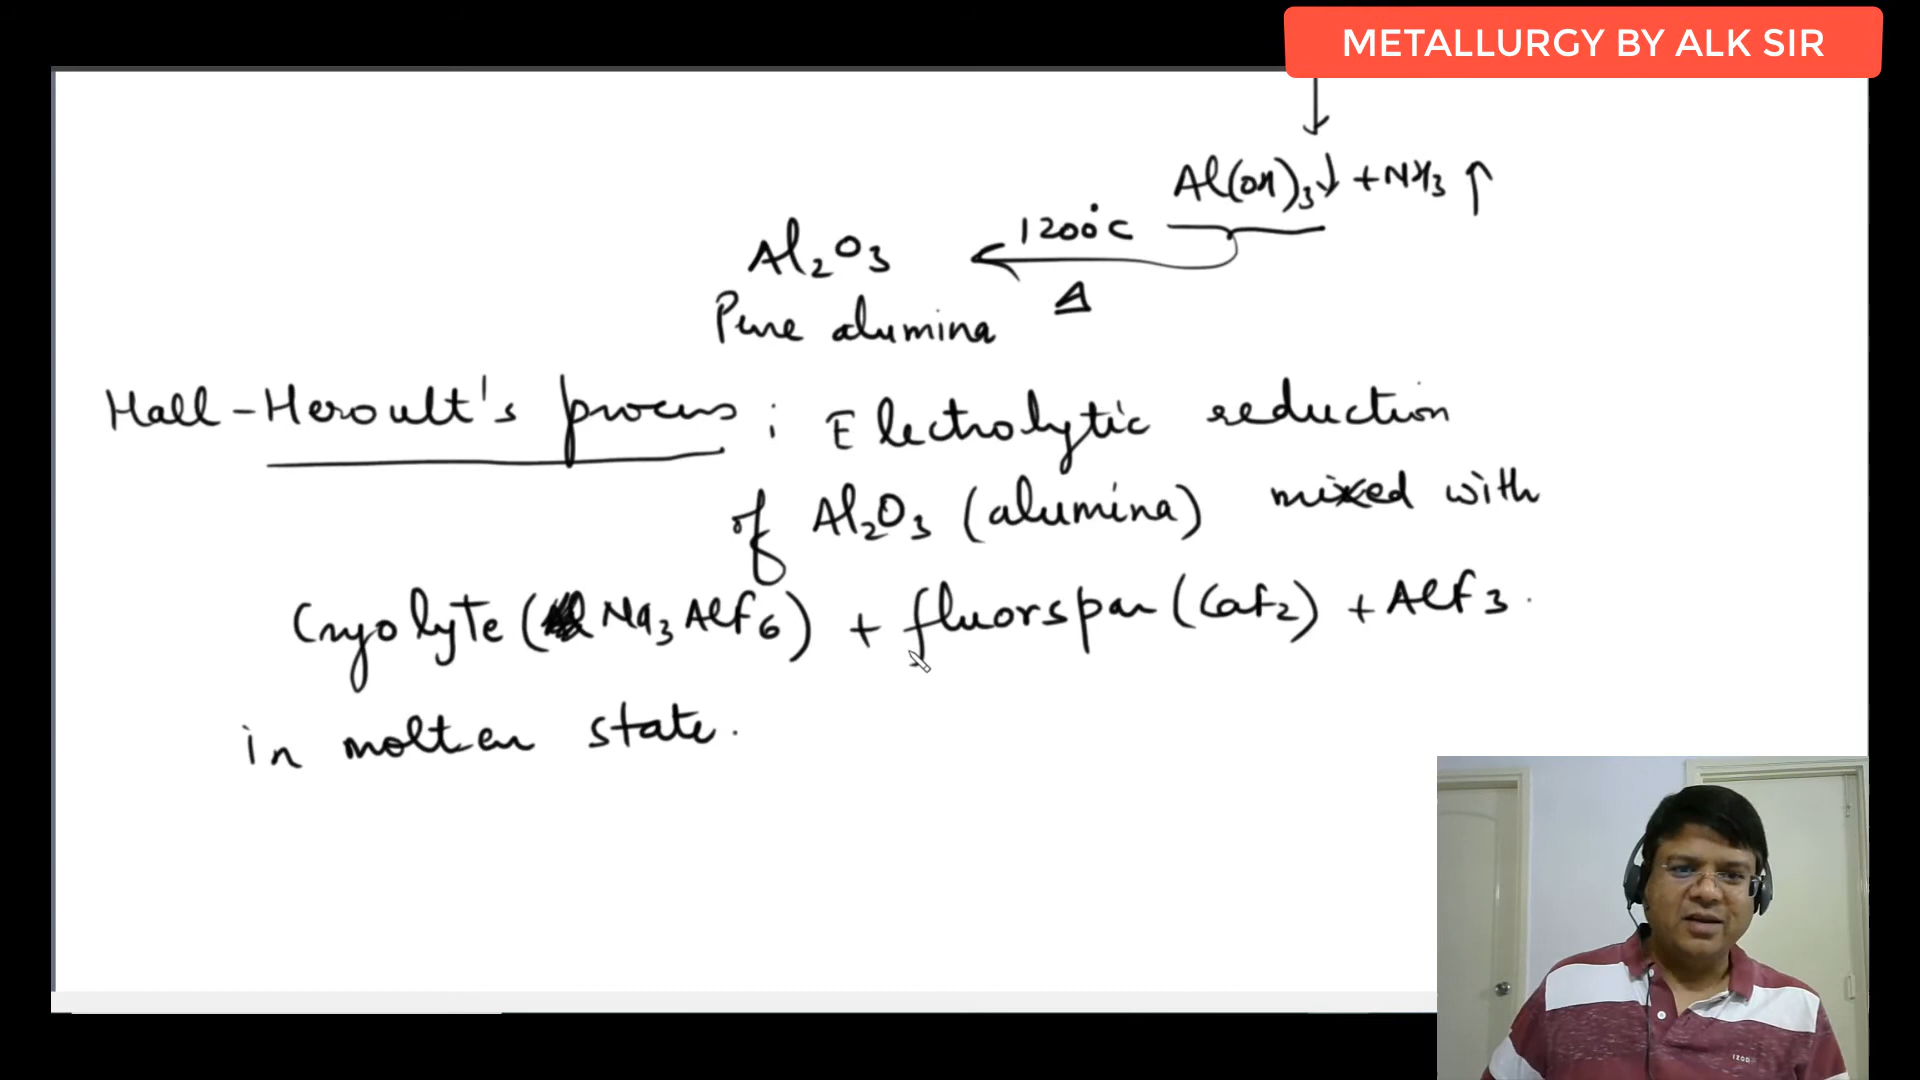 METALLURGY BY ALK SIR
Al(OH)3↓ + NH3 ↑
1200°C
Al2O3
Δ
Pure alumina
Hall-Heroult's process : Electrolytic reduction
of Al2O3 (alumina) mixed with
Cryolyte (Na3AlF6) + fluorspar (CaF2) + AlF3.
in molten state.